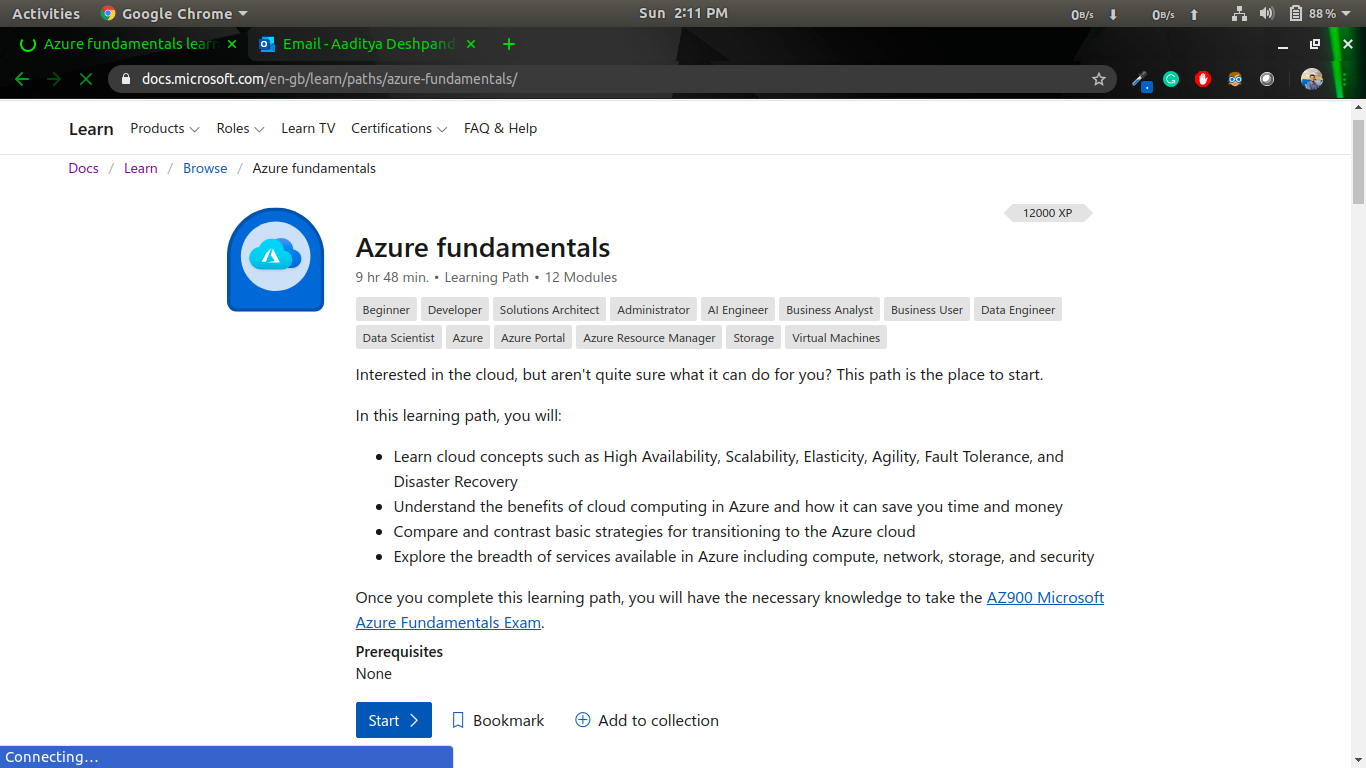 Activities Google Chrome Sun 2:11 PM 0B/s 0B/s 88%
Azure fundamentals lear Email - Aaditya Deshpand
docs.microsoft.com/en-gb/learn/paths/azure-fundamentals/
Learn Products Roles Learn TV Certifications FAQ & Help
Docs / Learn / Browse / Azure fundamentals
12000 XP
Azure fundamentals
9 hr 48 min. • Learning Path • 12 Modules
Beginner Developer Solutions Architect Administrator AI Engineer Business Analyst Business User Data Engineer
Data Scientist Azure Azure Portal Azure Resource Manager Storage Virtual Machines
Interested in the cloud, but aren't quite sure what it can do for you? This path is the place to start.
In this learning path, you will:
• Learn cloud concepts such as High Availability, Scalability, Elasticity, Agility, Fault Tolerance, and
Disaster Recovery
• Understand the benefits of cloud computing in Azure and how it can save you time and money
• Compare and contrast basic strategies for transitioning to the Azure cloud
• Explore the breadth of services available in Azure including compute, network, storage, and security
Once you complete this learning path, you will have the necessary knowledge to take the AZ900 Microsoft
Azure Fundamentals Exam.
Prerequisites
None
Start Bookmark Add to collection
Connecting...